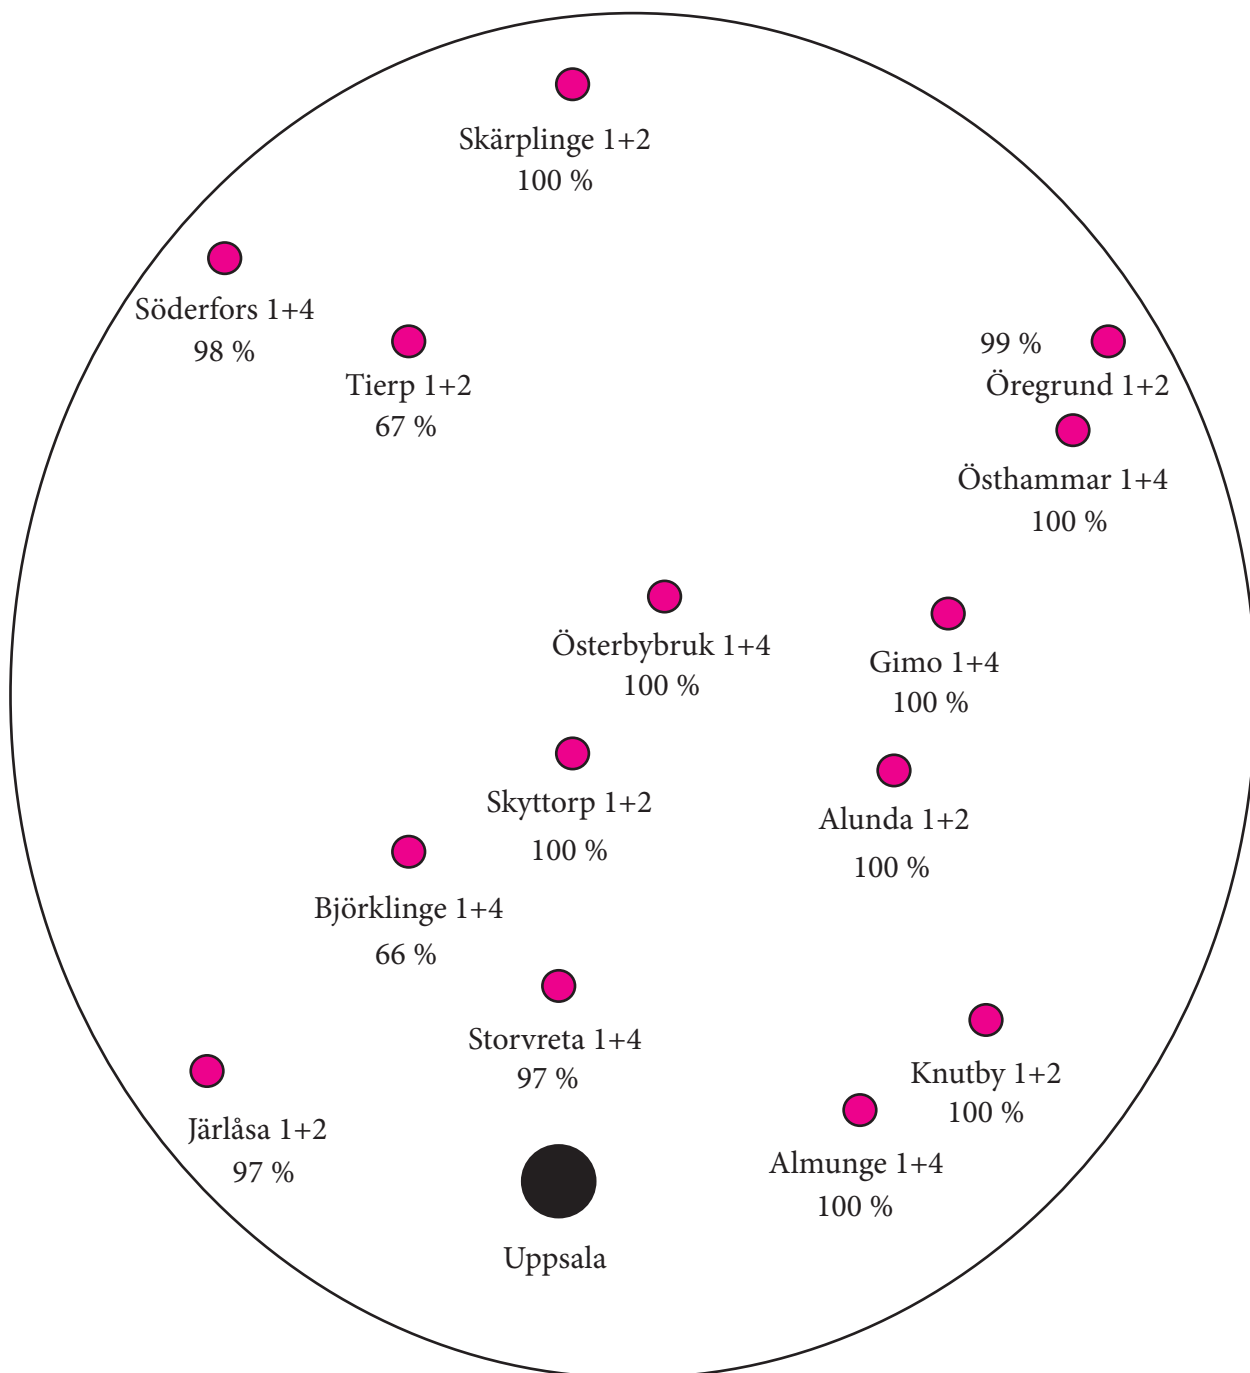 Skärplinge 1+2
100 %
Söderfors 1+4
98 %
Tierp 1+2
67 %
99 %
Öregrund 1+2
Östhammar 1+4
100 %
Österbybruk 1+4
100 %
Gimo 1+4
100 %
Skyttorp 1+2
100 %
Alunda 1+2
100 %
Björklinge 1+4
66 %
Storvreta 1+4
97 %
Knutby 1+2
100 %
Järlåsa 1+2
97 %
Almunge 1+4
100 %
Uppsala